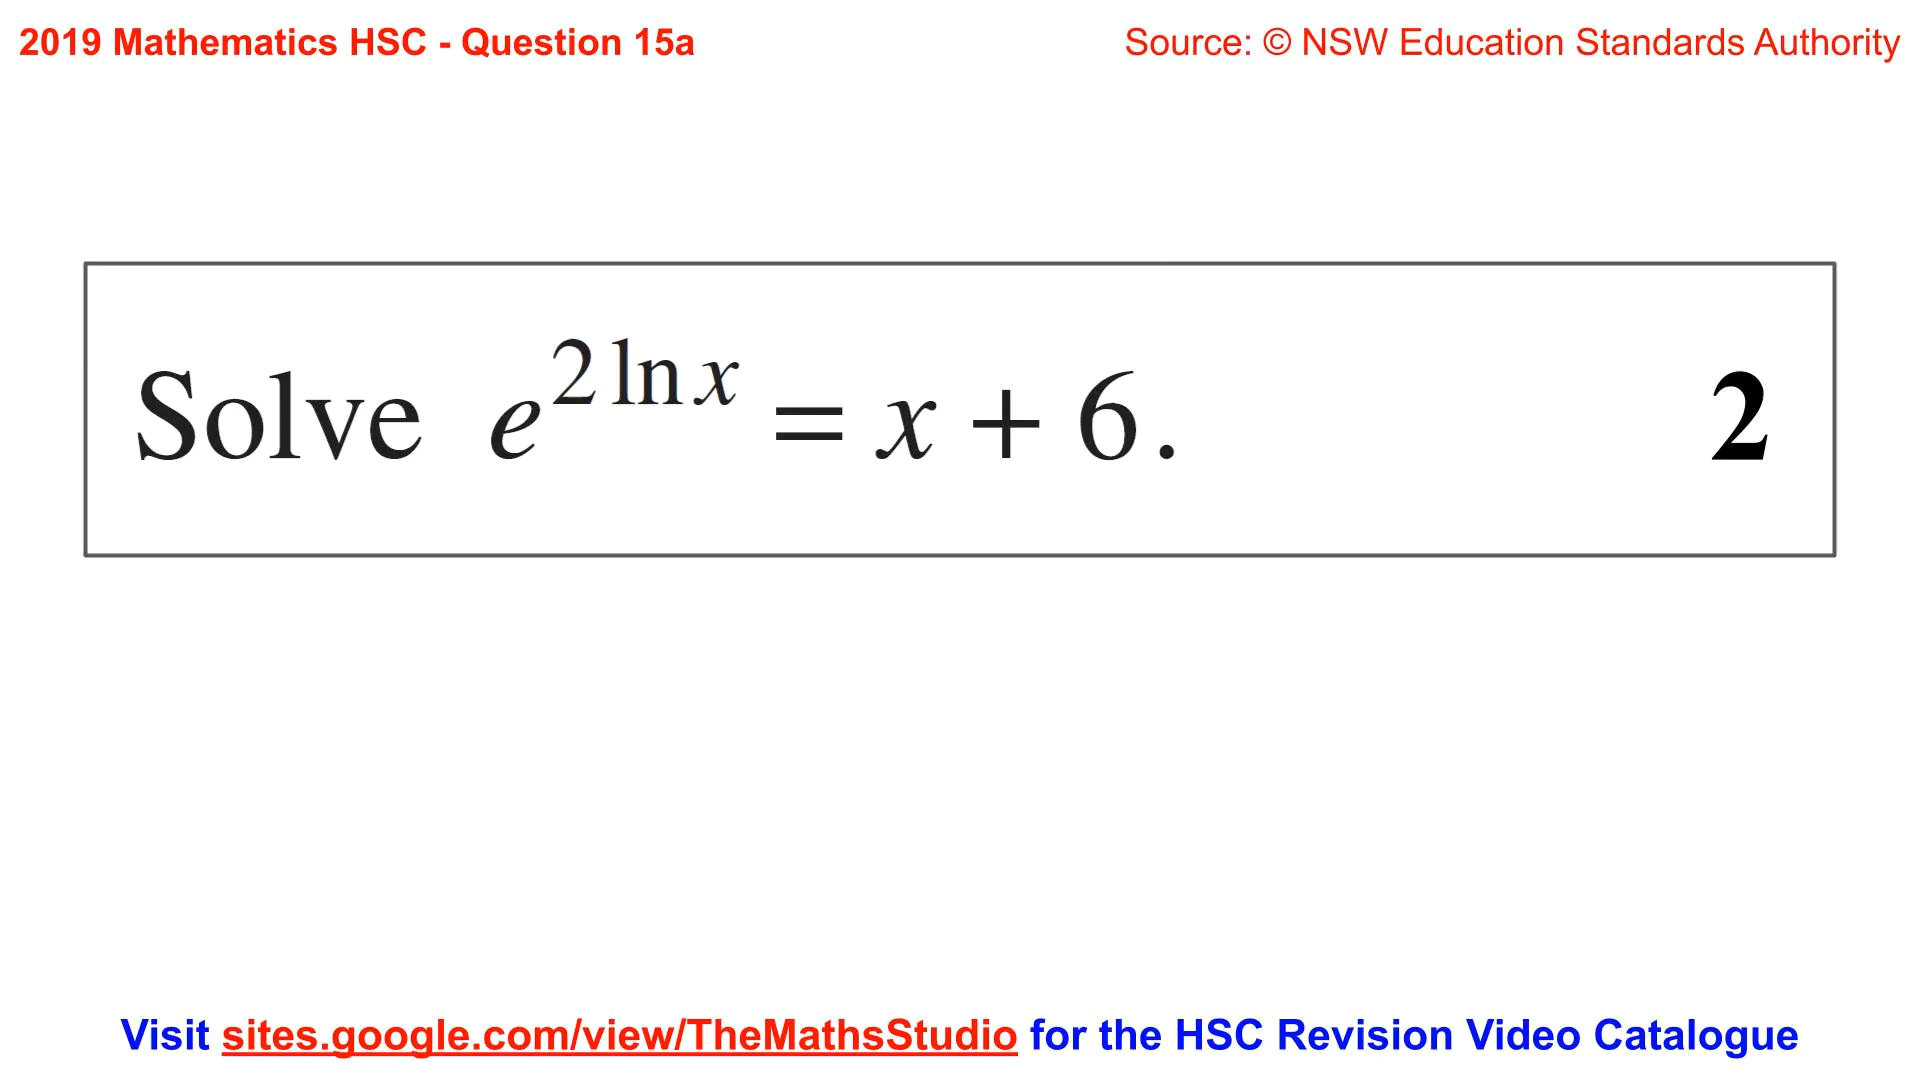 2019 Mathematics HSC - Question 15a
Source: © NSW Education Standards Authority
Solve e^{2 ln x} = x + 6. 2
Visit sites.google.com/view/TheMathsStudio for the HSC Revision Video Catalogue